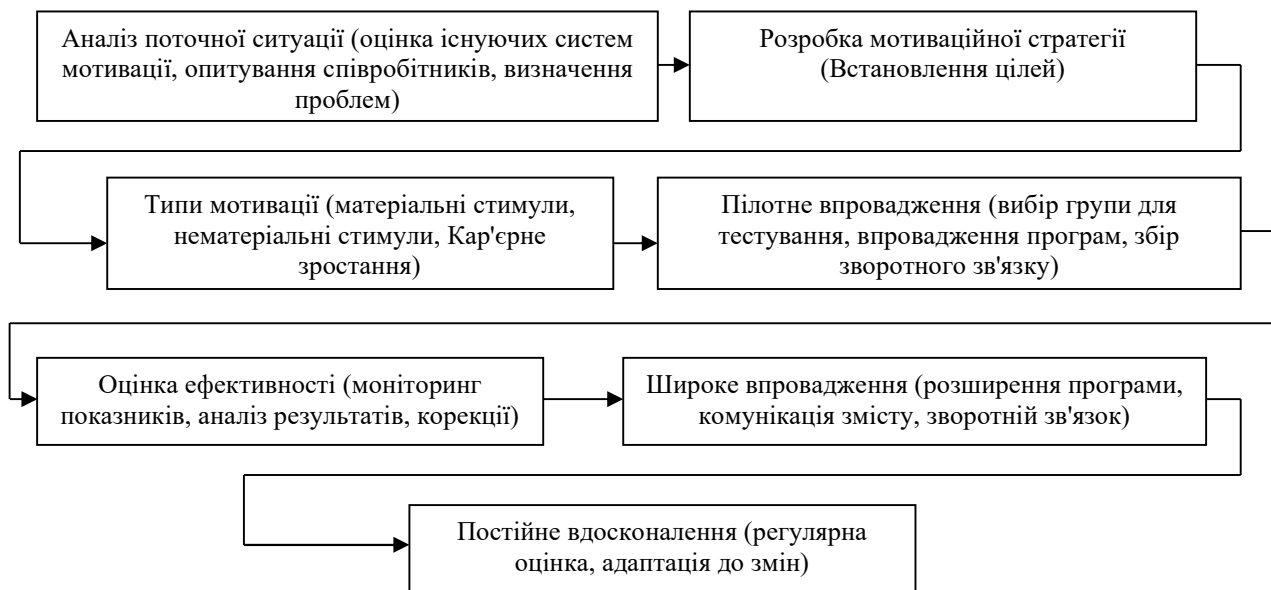 Аналіз поточної ситуації (оцінка існуючих систем
мотивації, опитування співробітників, визначення
проблем)
Розробка мотиваційної стратегії
(Встановлення цілей)
Типи мотивації (матеріальні стимули,
нематеріальні стимули, Кар'єрне
зростання)
Пілотне впровадження (вибір групи для
тестування, впровадження програм, збір
зворотного зв'язку)
Оцінка ефективності (моніторинг
показників, аналіз результатів, корекції)
Широке впровадження (розширення програми,
комунікація змісту, зворотній зв'язок)
Постійне вдосконалення (регулярна
оцінка, адаптація до змін)